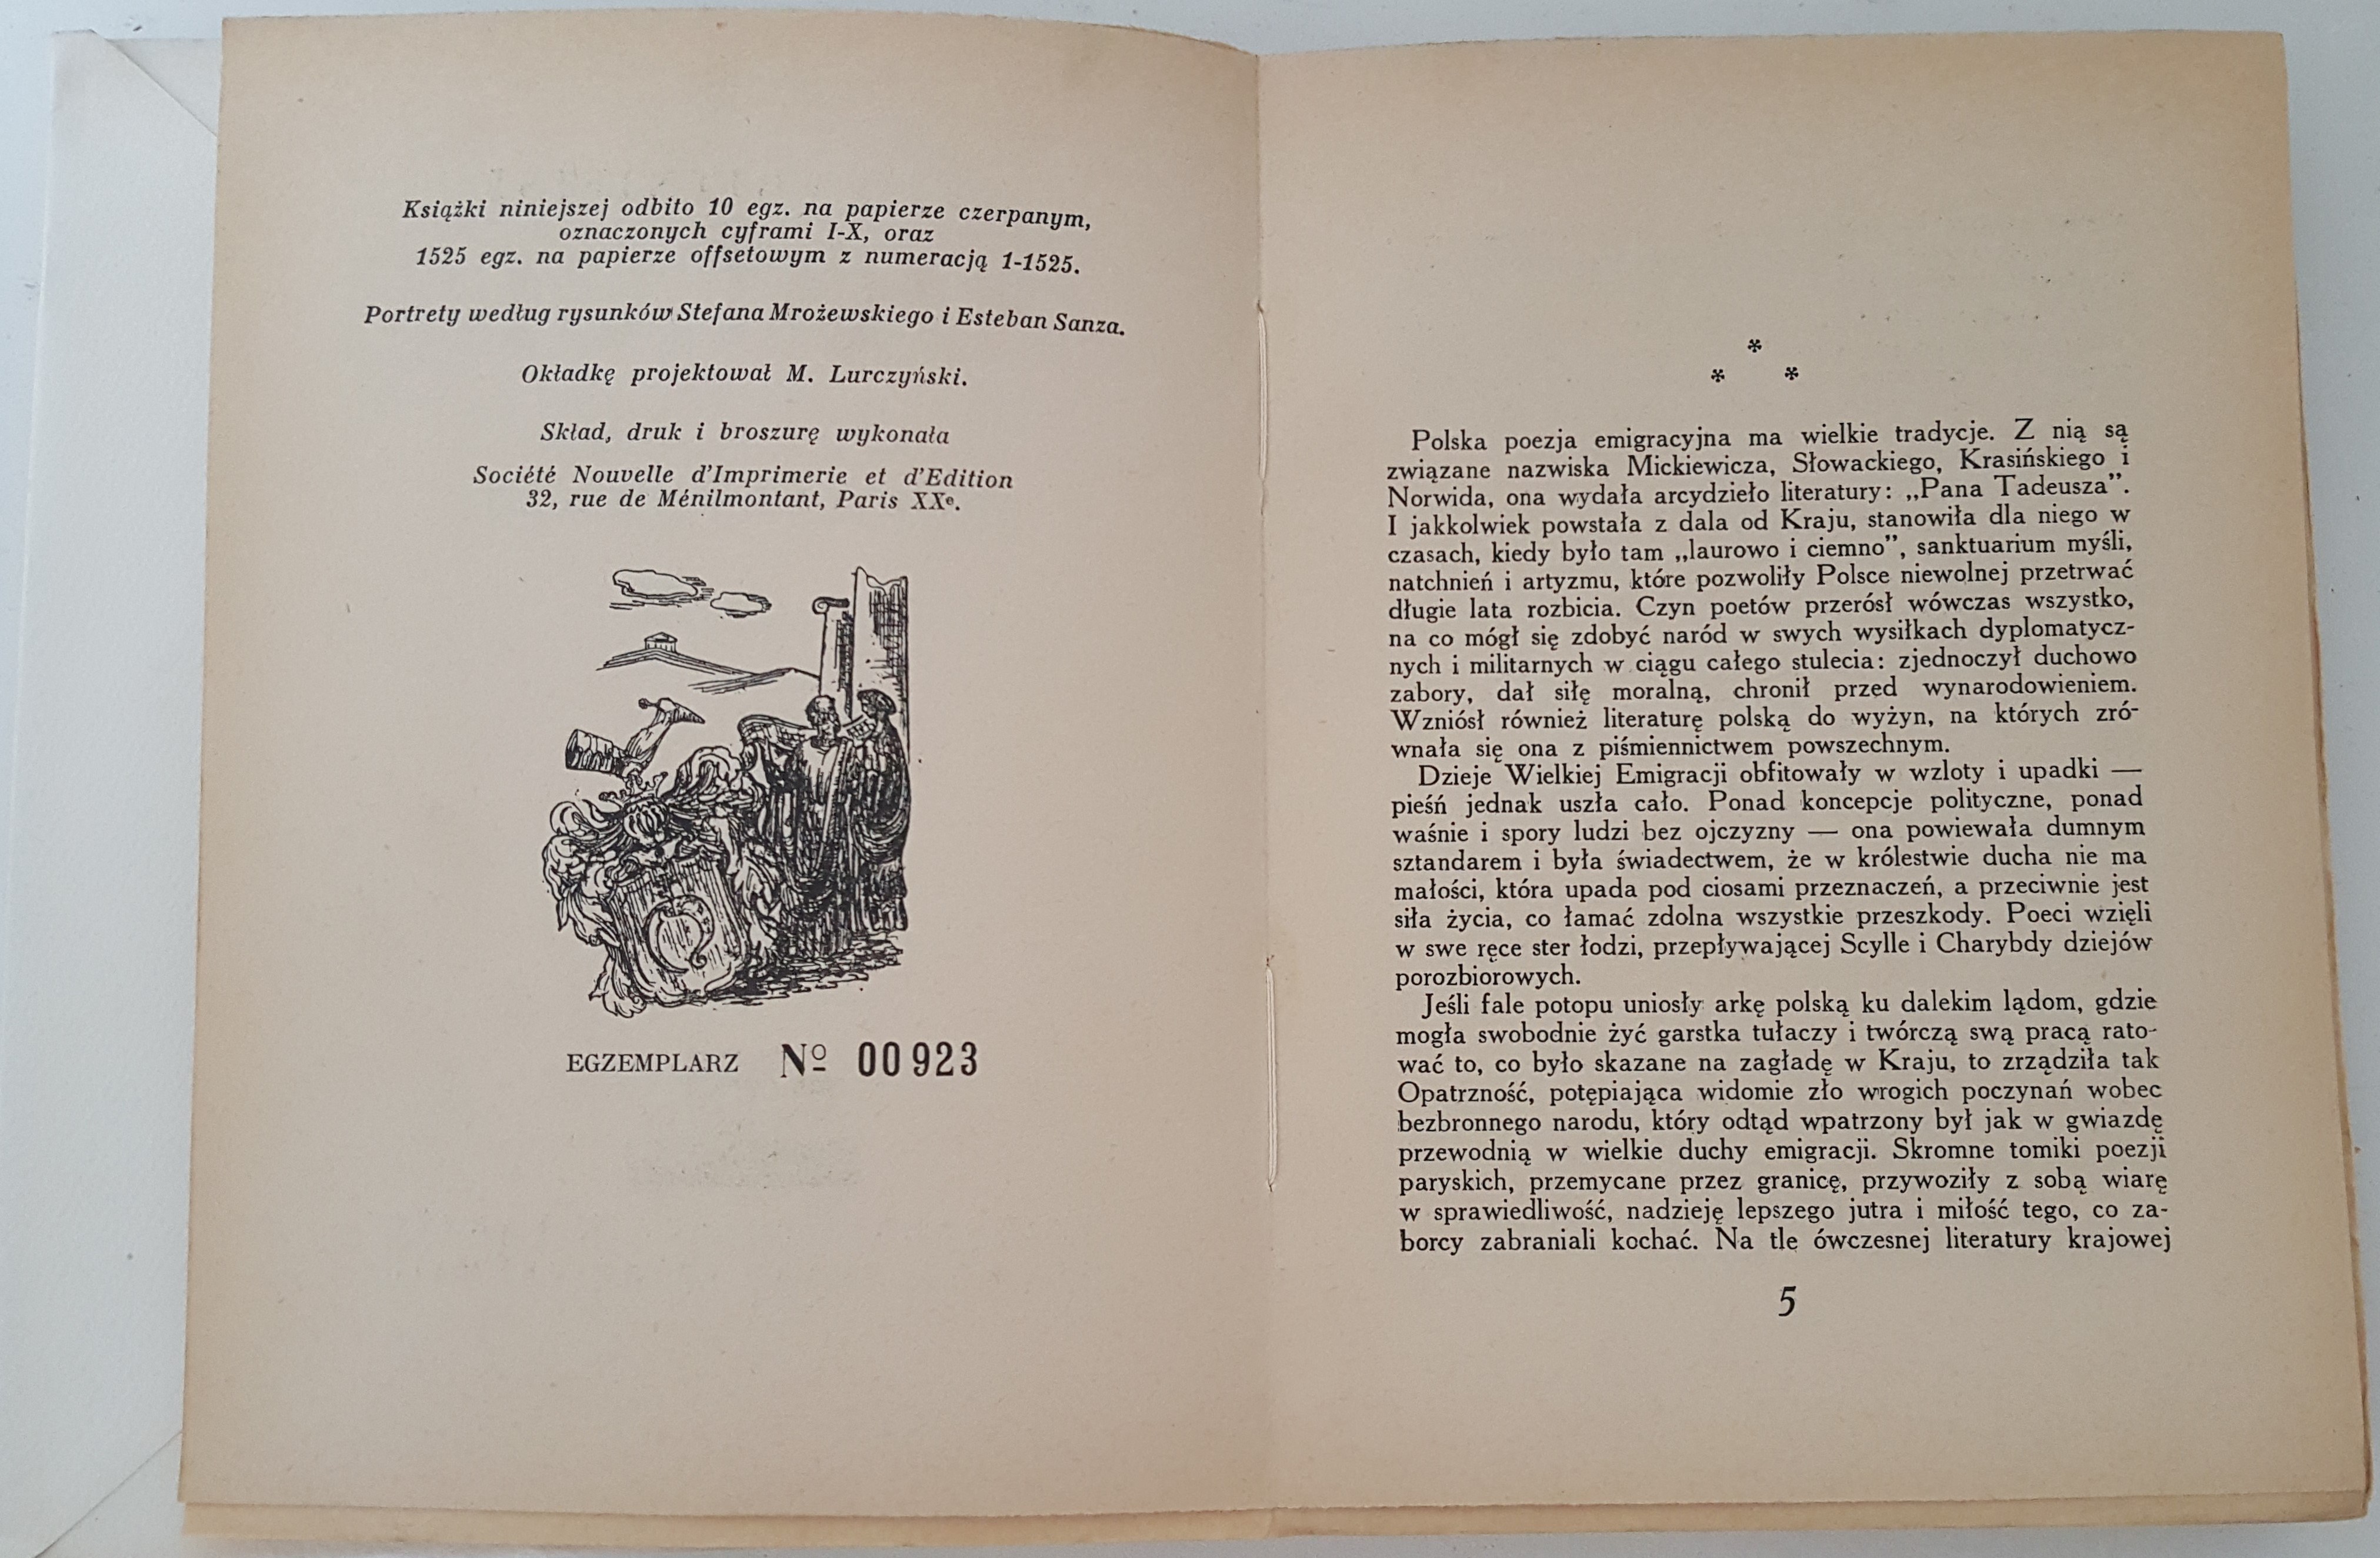 Książki niniejszej odbito 10 egz. na papierze czerpanym,
oznaczonych cyframi I-X, oraz
1525 egz. na papierze offsetowym z numeracją 1-1525.
Portrety według rysunków Stefana Mrożewskiego i Esteban Sanza.
Okładkę projektował M. Lurczyński.
Skład, druk i broszurę wykonała
Société Nouvelle d'Imprimerie et d'Edition
32, rue de Ménilmontant, Paris XXe.
EGZEMPLARZ Nº 00923
*
* *
Polska poezja emigracyjna ma wielkie tradycje. Z nią są
związane nazwiska Mickiewicza, Słowackiego, Krasińskiego i
Norwida, ona wydała arcydzieło literatury: „Pana Tadeusza”.
I jakkolwiek powstała z dala od Kraju, stanowiła dla niego w
czasach, kiedy było tam „laurowo i ciemno”, sanktuarium myśli,
natchnień i artyzmu, które pozwoliły Polsce niewolnej przetrwać
długie lata rozbicia. Czyn poetów przerósł wówczas wszystko,
na co mógł się zdobyć naród w swych wysiłkach dyplomatycz-
nych i militarnych w ciągu całego stulecia: zjednoczył duchowo
zabory, dał siłę moralną, chronił przed wynarodowieniem.
Wzniósł również literaturę polską do wyżyn, na których zró-
wnała się ona z piśmiennictwem powszechnym.
Dzieje Wielkiej Emigracji obfitowały w wzloty i upadki —
pieśń jednak uszła cało. Ponad koncepcje polityczne, ponad
waśnie i spory ludzi bez ojczyzny — ona powiewała dumnym
sztandarem i była świadectwem, że w królestwie ducha nie ma
małości, która upada pod ciosami przeznaczeń, a przeciwnie jest
siła życia, co łamać zdolna wszystkie przeszkody. Poeci wzięli
w swe ręce ster łodzi, przepływającej Scylle i Charybdy dziejów
porozbiorowych.
Jeśli fale potopu uniosły arkę polską ku dalekim lądom, gdzie
mogła swobodnie żyć garstka tułaczy i twórczą swą pracą rato-
wać to, co było skazane na zagładę w Kraju, to zrządziła tak
Opatrzność, potępiająca widomie zło wrogich poczynań wobec
bezbronnego narodu, który odtąd wpatrzony był jak w gwiazdę
przewodnią w wielkie duchy emigracji. Skromne tomiki poezji
paryskich, przemycane przez granicę, przywoziły z sobą wiarę
w sprawiedliwość, nadzieję lepszego jutra i miłość tego, co za-
borcy zabraniali kochać. Na tle ówczesnej literatury krajowej
5